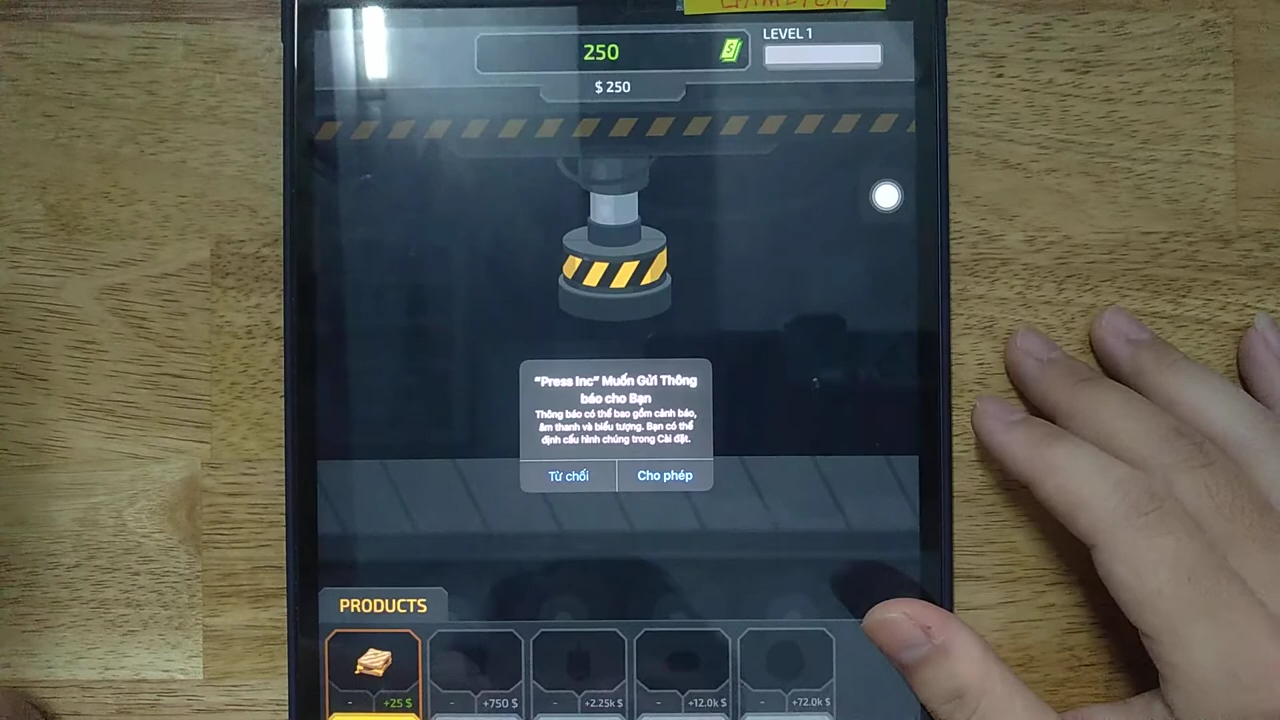 GAMEPLAY
250
LEVEL 1
$ 250
“Press Inc” Muốn Gửi Thông
báo cho Bạn
Thông báo có thể bao gồm cảnh báo,
âm thanh và biểu tượng. Bạn có thể
định cấu hình chúng trong Cài đặt.
Từ chối
Cho phép
PRODUCTS
- +25 $
- +750 $
- +2.25k $
- +12.0k $
- +72.0k $